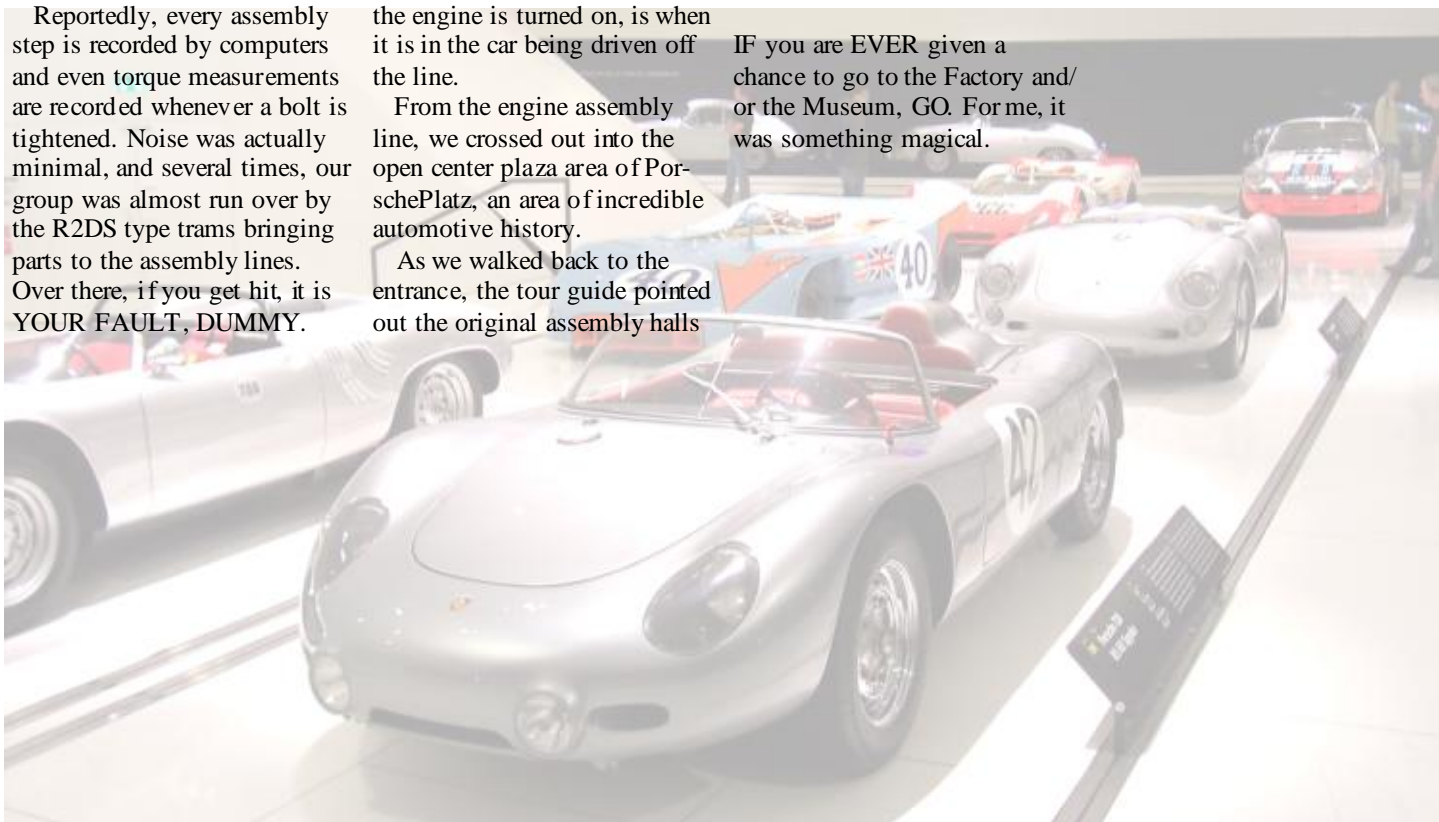 Reportedly, every assembly
step is recorded by computers
and even torque measurements
are recorded whenever a bolt is
tightened. Noise was actually
minimal, and several times, our
group was almost run over by
the R2DS type trams bringing
parts to the assembly lines.
Over there, if you get hit, it is
YOUR FAULT, DUMMY.
the engine is turned on, is when
it is in the car being driven off
the line.
From the engine assembly
line, we crossed out into the
open center plaza area of Por-
schePlatz, an area of incredible
automotive history.
As we walked back to the
entrance, the tour guide pointed
out the original assembly halls
IF you are EVER given a
chance to go to the Factory and/
or the Museum, GO. For me, it
was something magical.
40
40
42